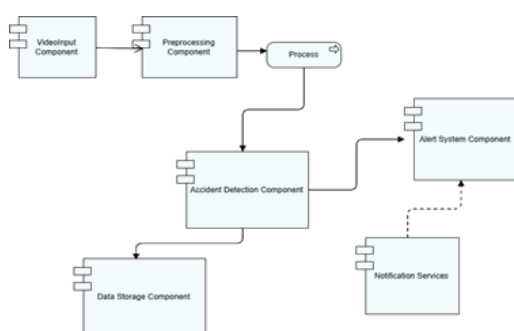 VideoInput
Component
Preprocessing
Component
Process
Alert System Component
Accident Detection Component
Notification Services
Data Storage Component